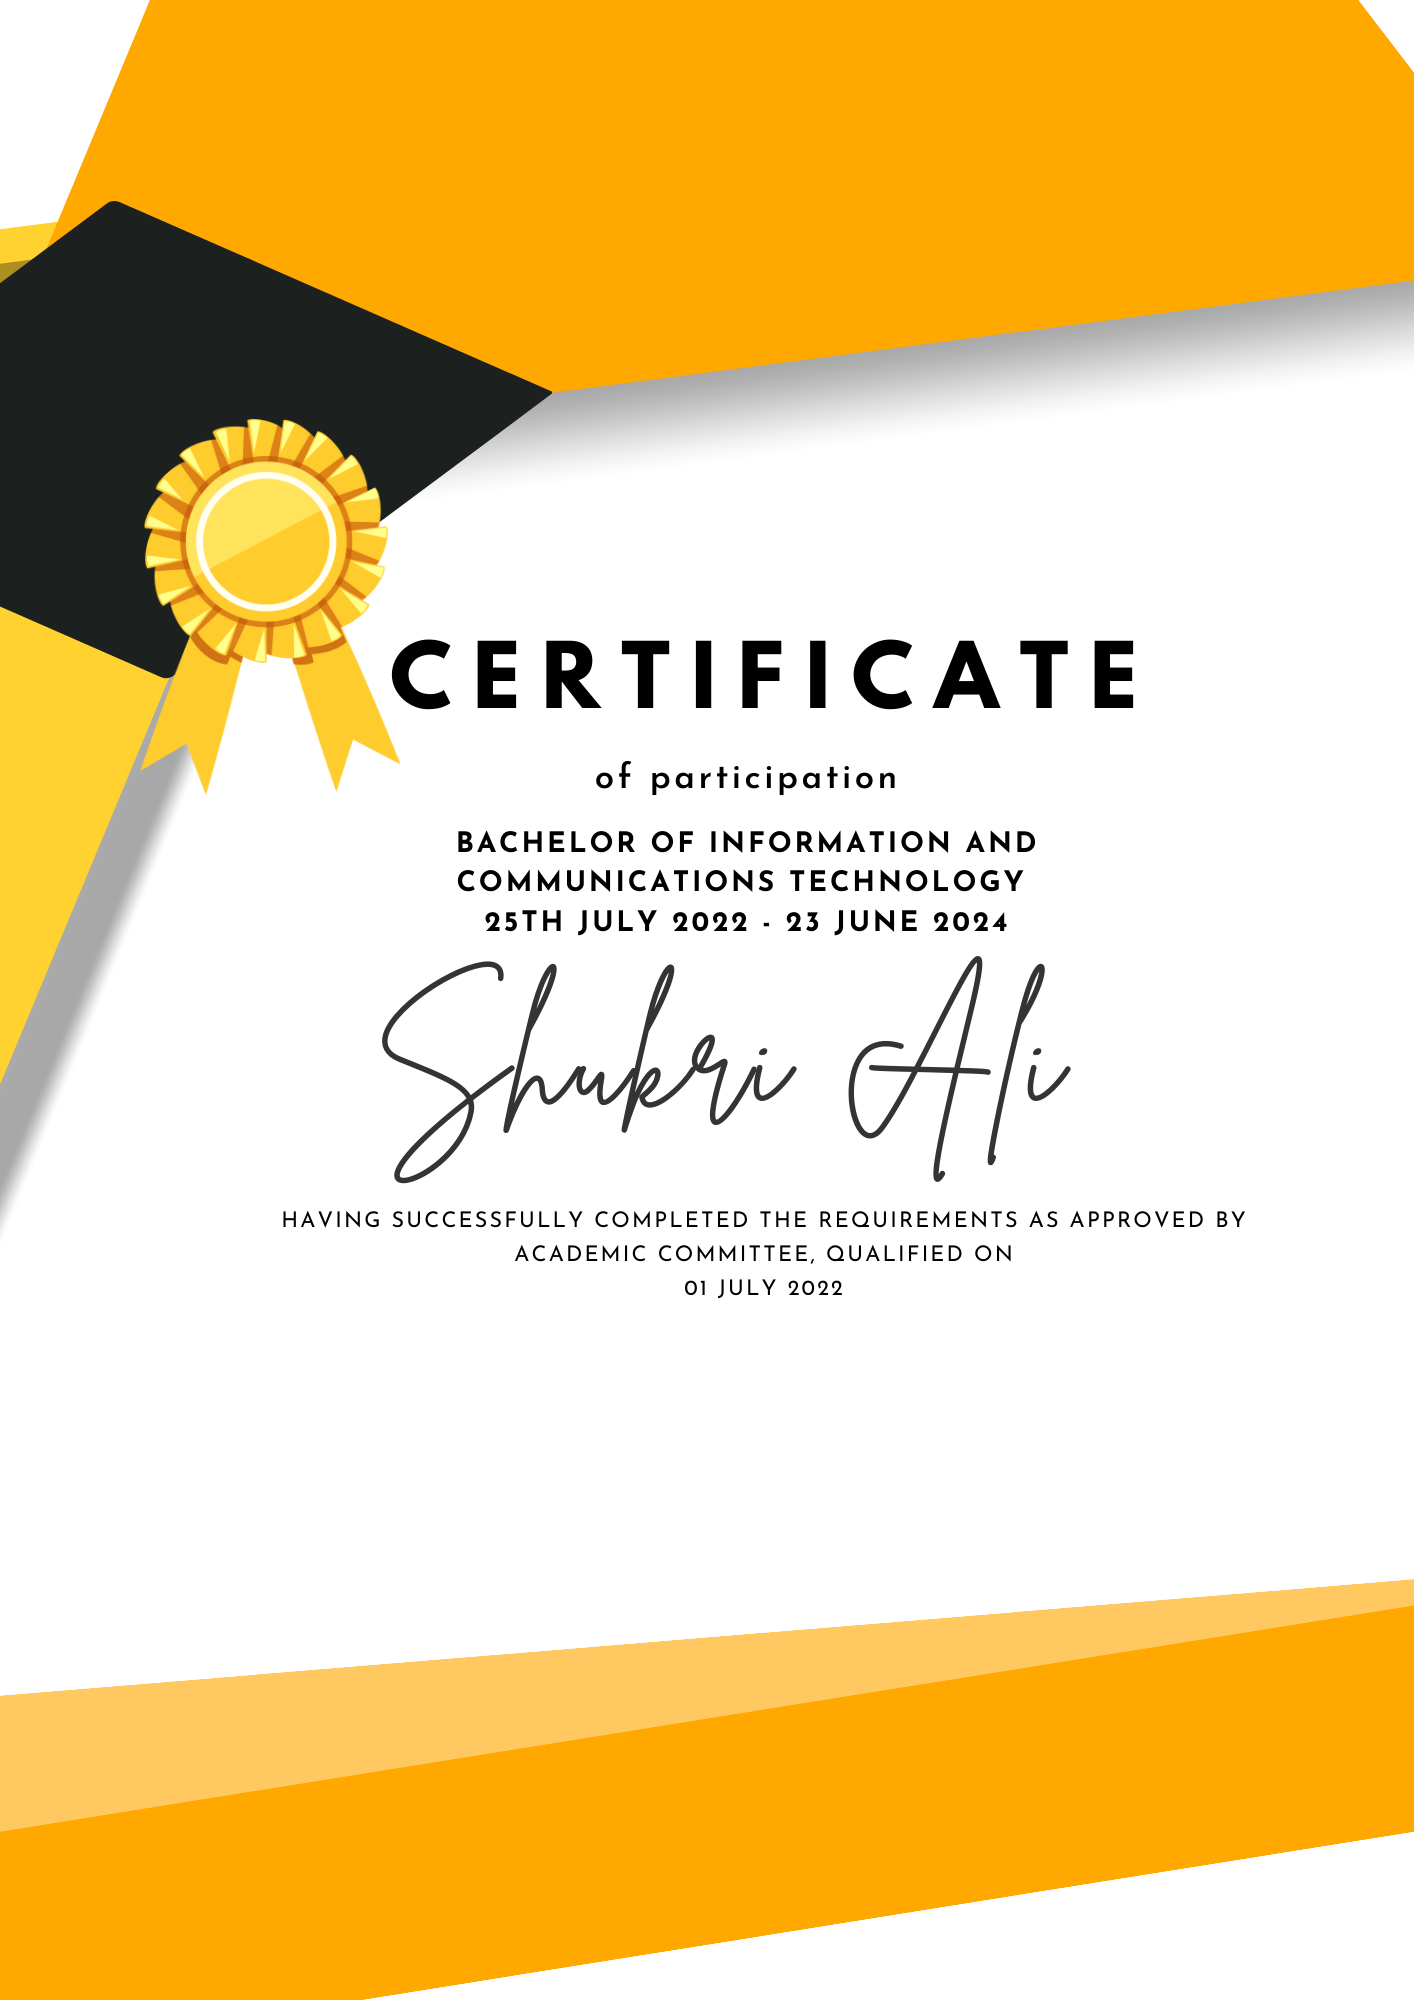 CERTIFICATE
of participation
BACHELOR OF INFORMATION AND
COMMUNICATIONS TECHNOLOGY
25TH JULY 2022 - 23 JUNE 2024
Shukri Ali
HAVING SUCCESSFULLY COMPLETED THE REQUIREMENTS AS APPROVED BY
ACADEMIC COMMITTEE, QUALIFIED ON
01 JULY 2022